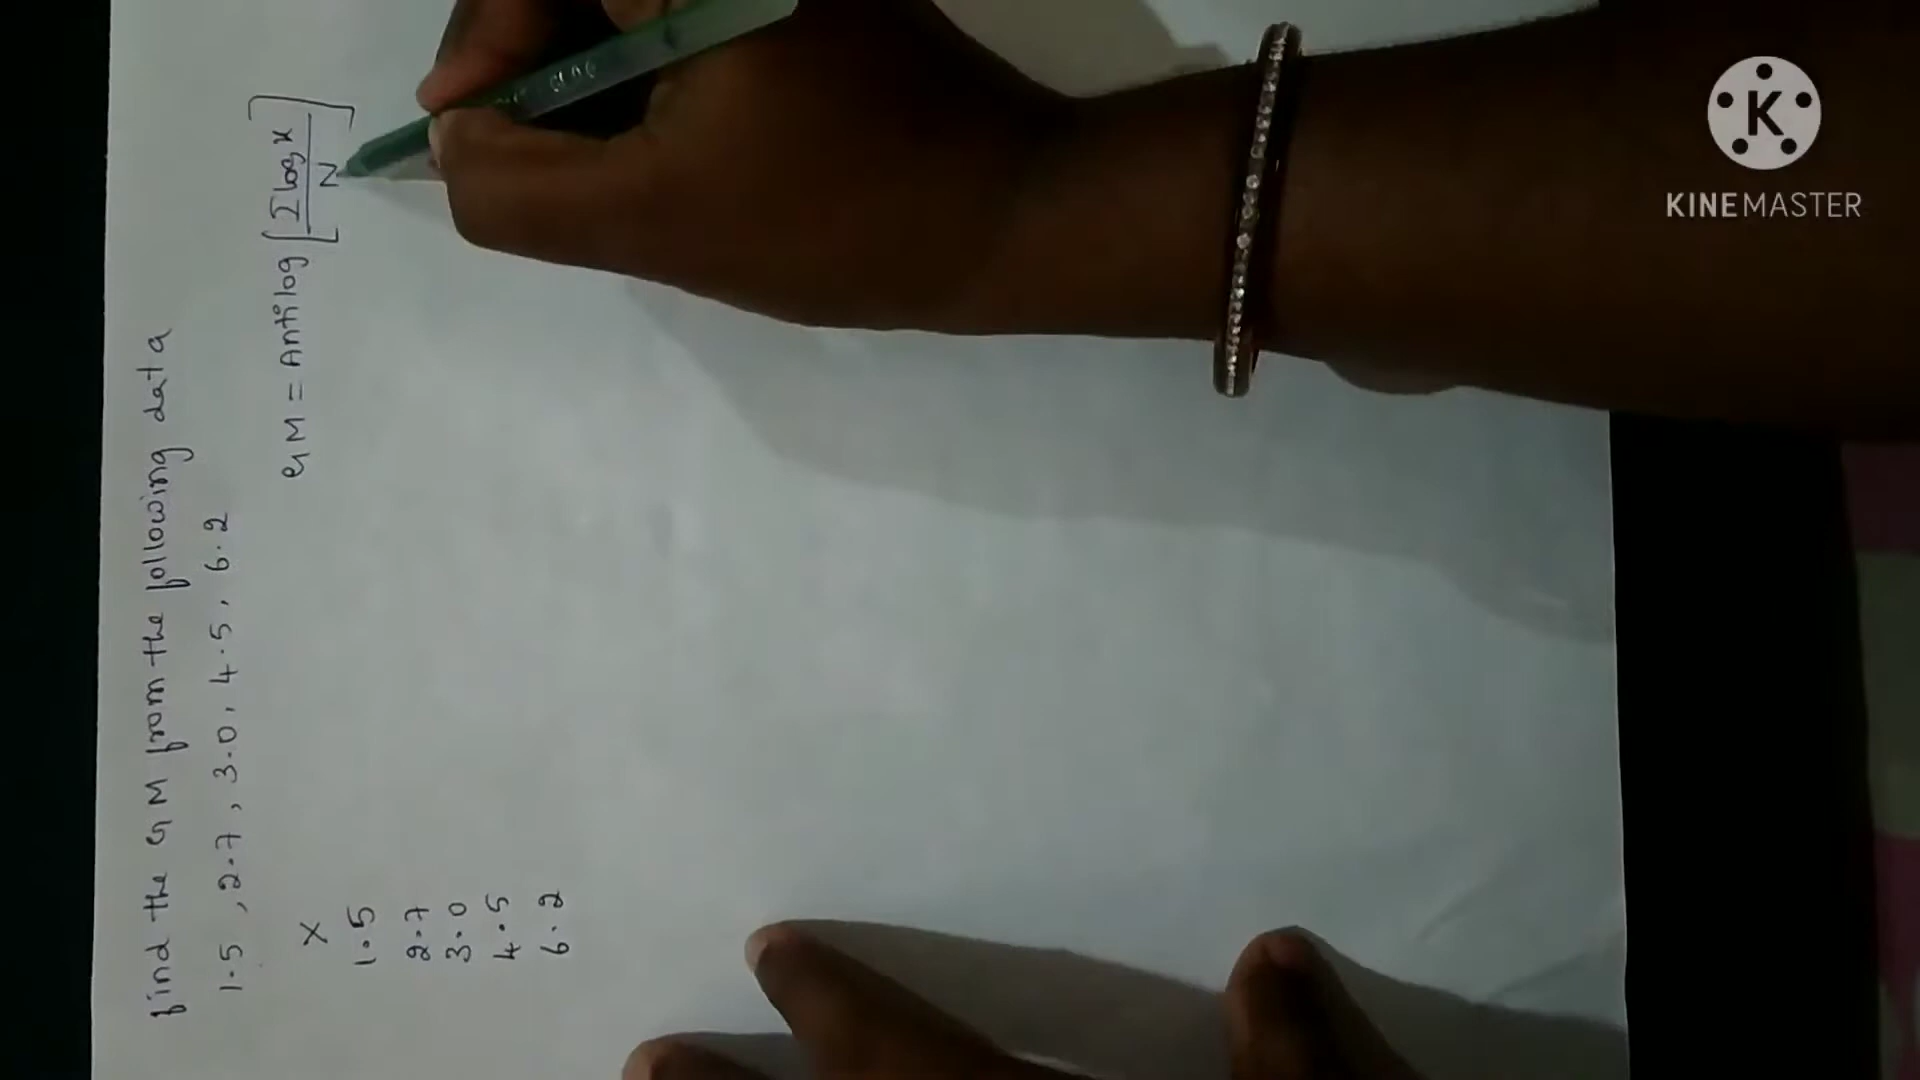 find the GM from the following data
1.5, 2.7, 3.0, 4.5, 6.2
GM = Antilog [Σlog x / N]
X
1.5
2.7
3.0
4.5
6.2
K
KINEMASTER